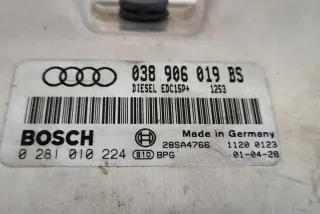 038 906 019 BS
DIESEL EDC15P+ 1253
BOSCH
Made in Germany
28SA4766 1120 0123
0 281 010 224 810 BPG 01-04-28